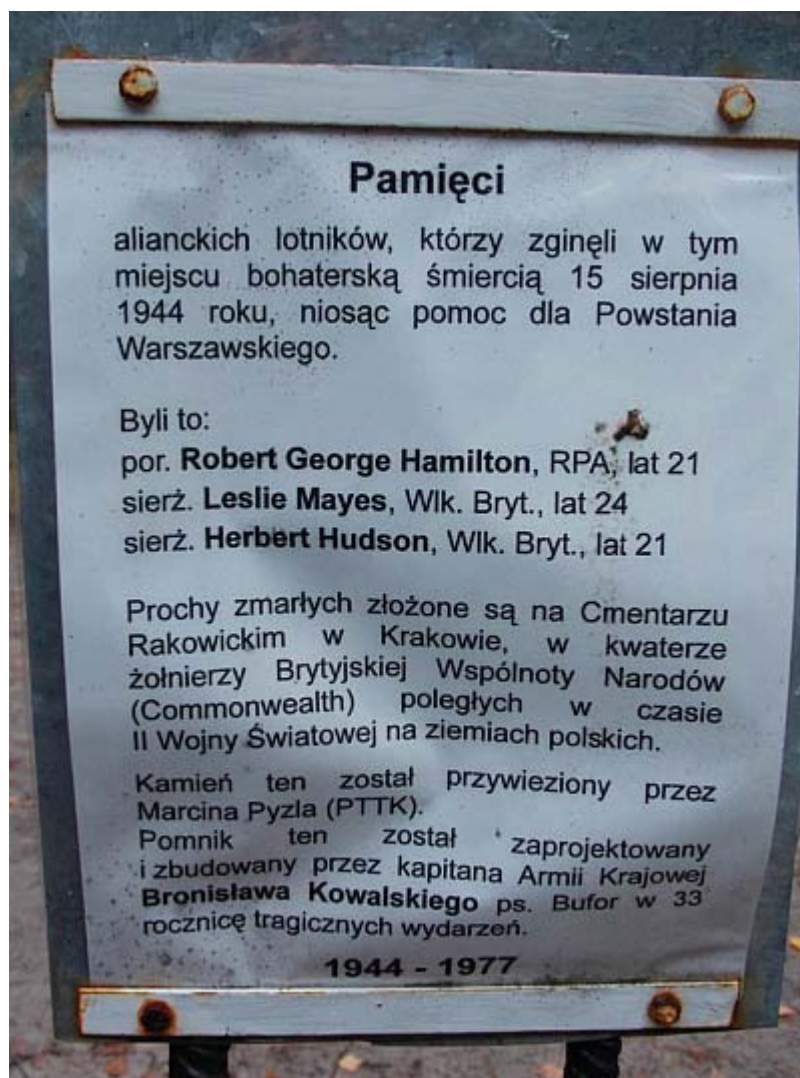 Pamięci
alianckich lotników, którzy zginęli w tym
miejscu bohaterską śmiercią 15 sierpnia
1944 roku, niosąc pomoc dla Powstania
Warszawskiego.
Byli to:
por. Robert George Hamilton, RPA, lat 21
sierż. Leslie Mayes, Wlk. Bryt., lat 24
sierż. Herbert Hudson, Wlk. Bryt., lat 21
Prochy zmarłych złożone są na Cmentarzu
Rakowickim w Krakowie, w kwaterze
żołnierzy Brytyjskiej Wspólnoty Narodów
(Commonwealth) poległych w czasie
II Wojny Światowej na ziemiach polskich.
Kamień ten został przywieziony przez
Marcina Pyzla (PTTK).
Pomnik ten został zaprojektowany
i zbudowany przez kapitana Armii Krajowej
Bronisława Kowalskiego ps. Bufor w 33
rocznicę tragicznych wydarzeń.
1944 - 1977